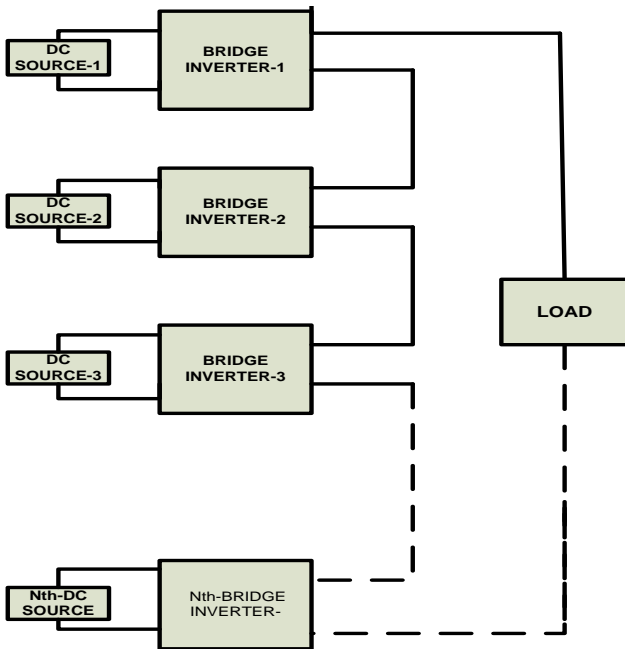 DC
SOURCE-1
BRIDGE
INVERTER-1
DC
SOURCE-2
BRIDGE
INVERTER-2
LOAD
DC
SOURCE-3
BRIDGE
INVERTER-3
Nth-DC
SOURCE
Nth-BRIDGE
INVERTER-